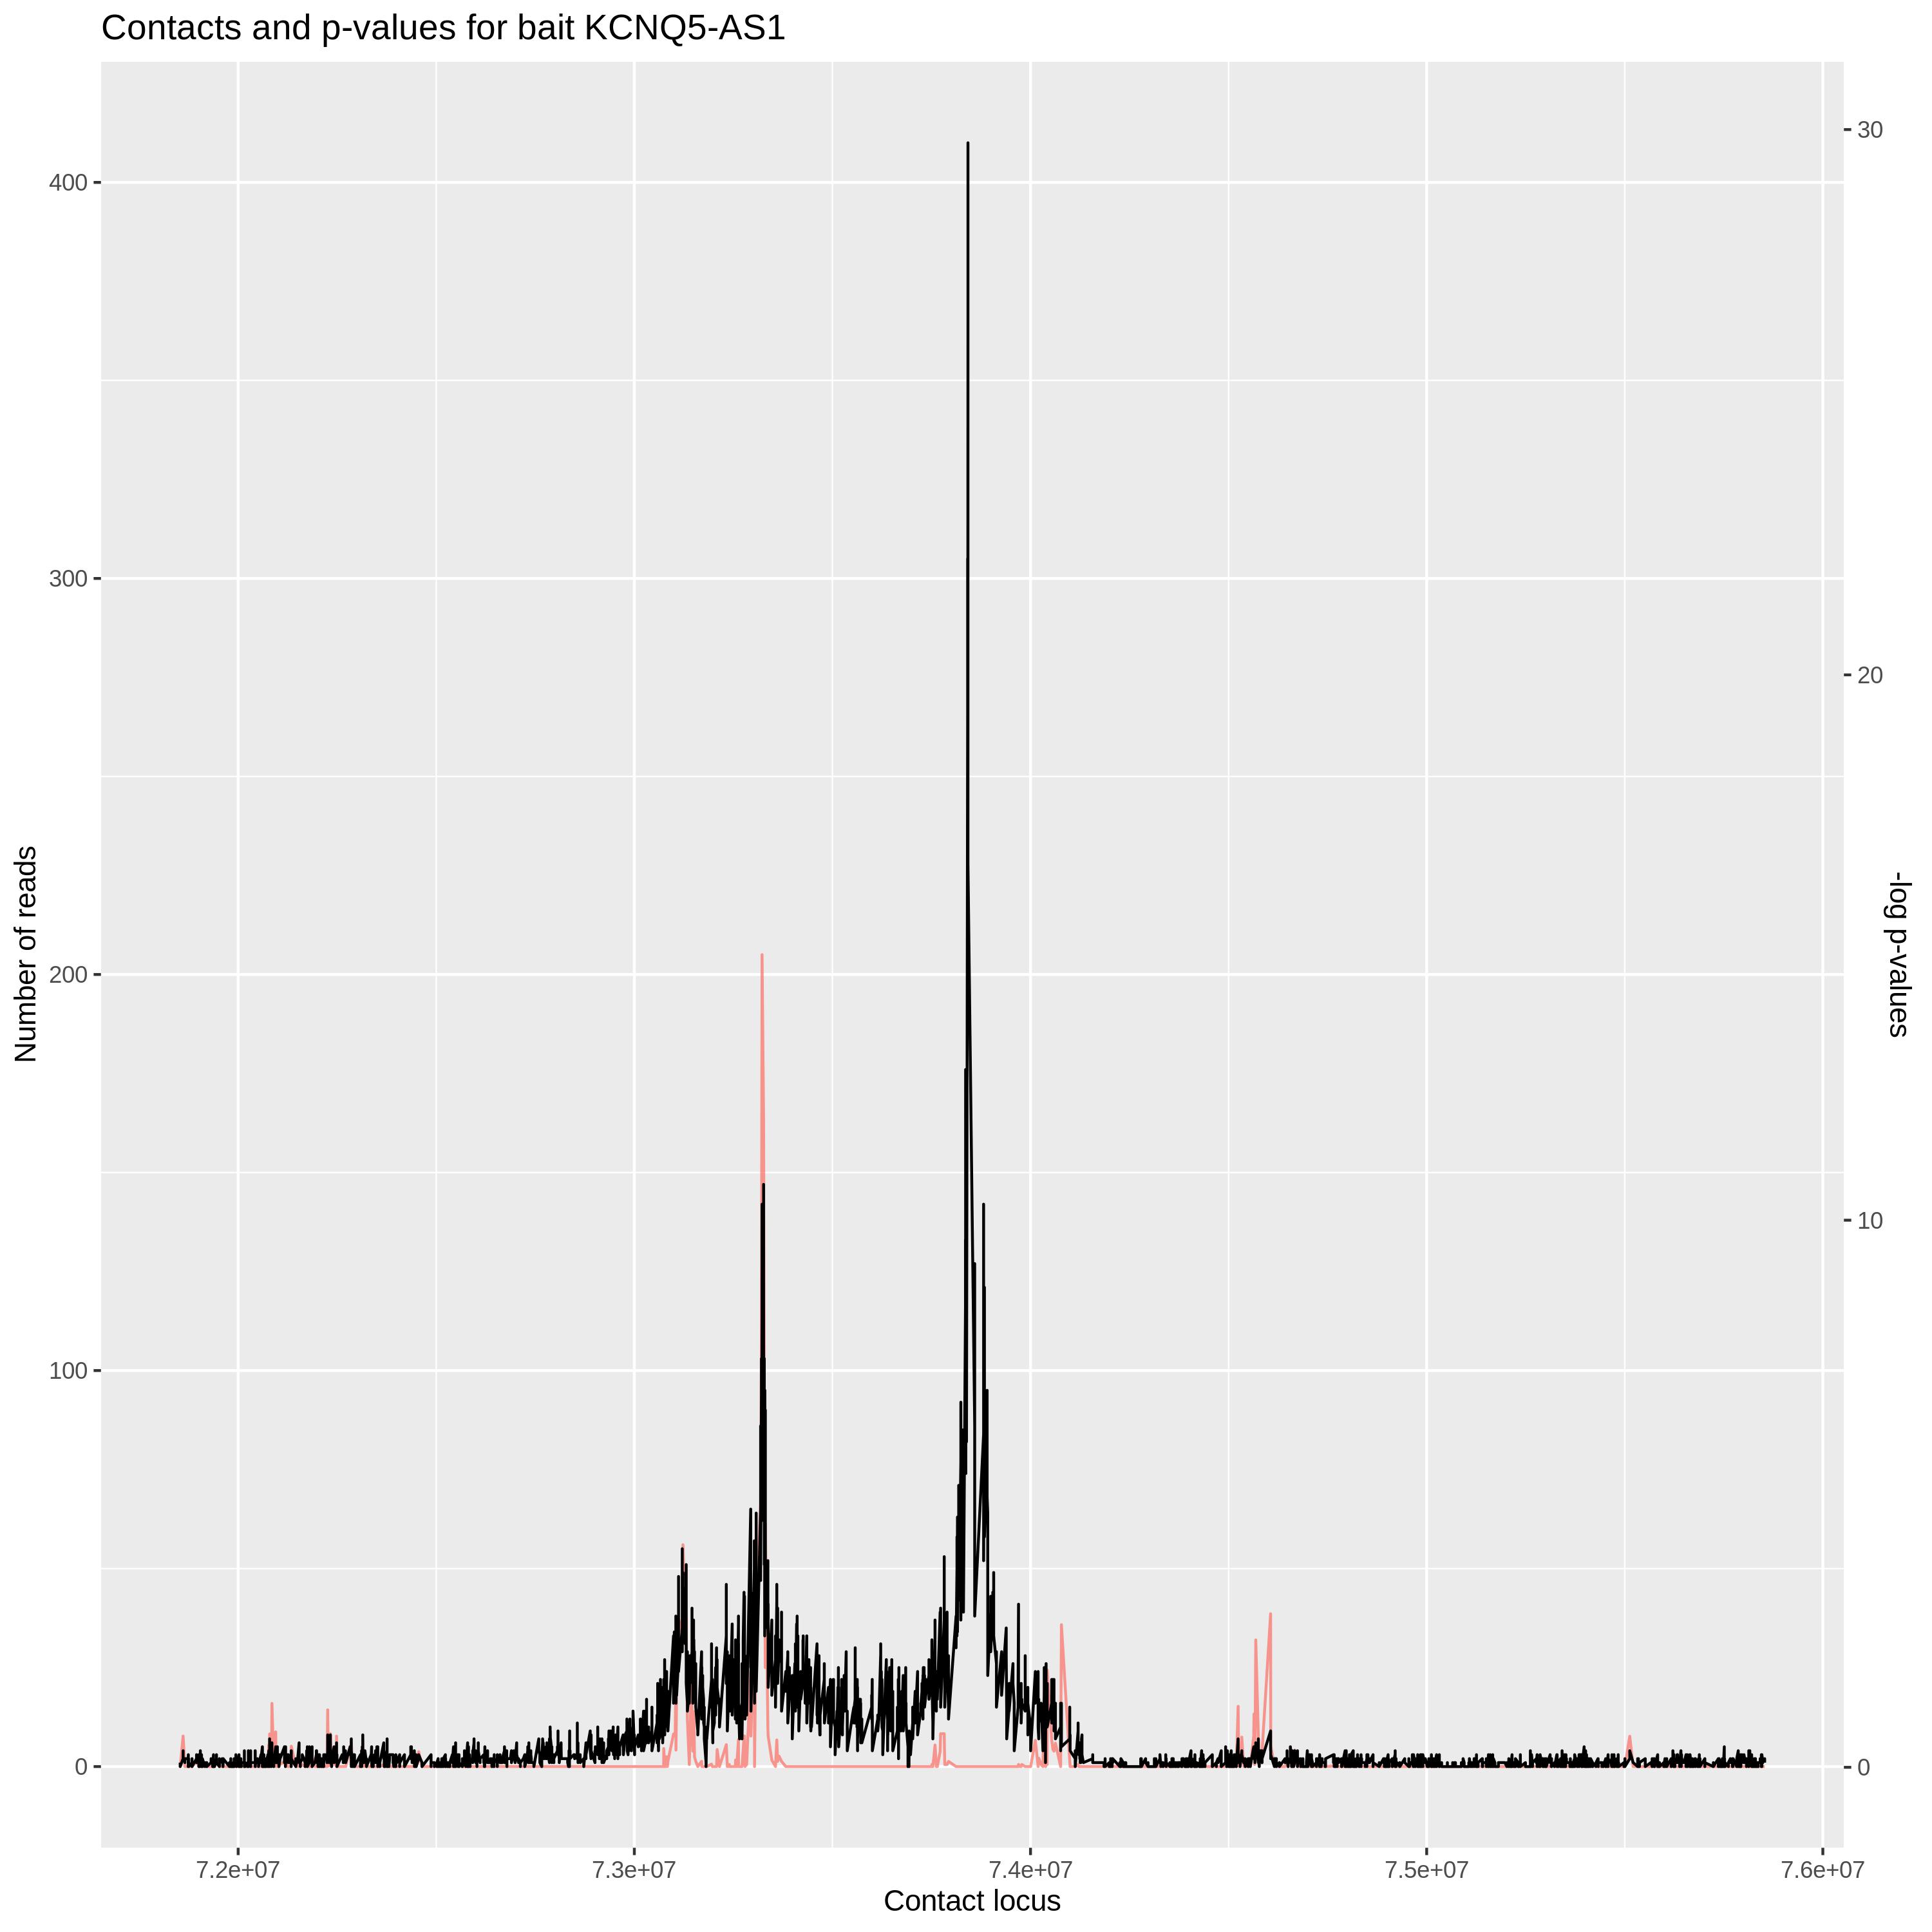 Contacts and p-values for bait KCNQ5-AS1
400
300
200
100
0
30
20
10
0
Number of reads
-log p-values
7.2e+07
7.3e+07
7.4e+07
7.5e+07
7.6e+07
Contact locus